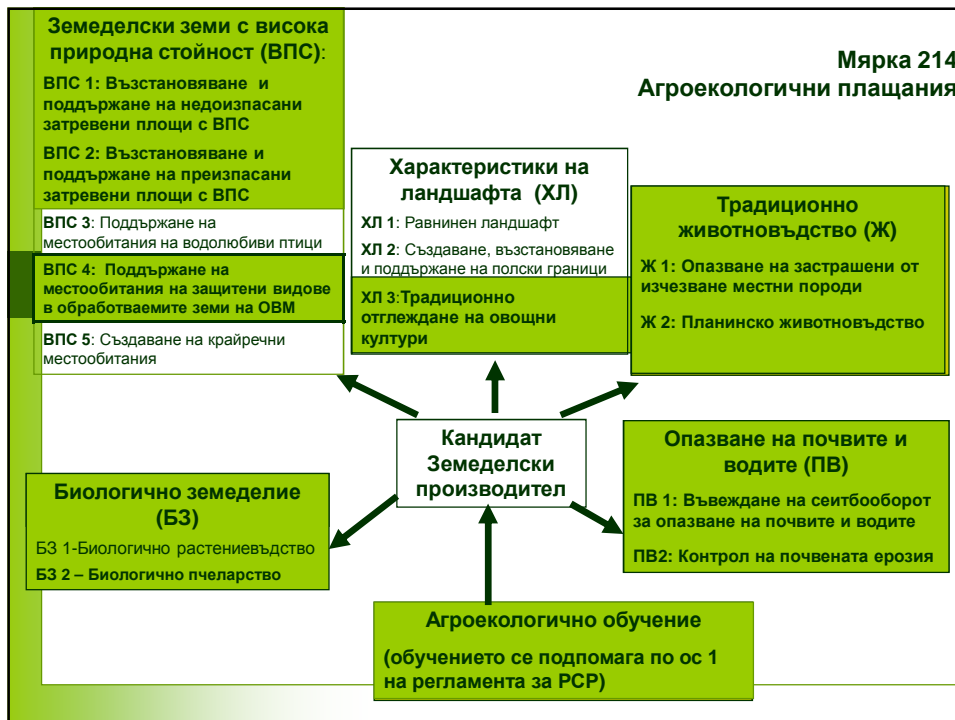 Земеделски земи с висока
природна стойност (ВПС):
ВПС 1: Възстановяване и
поддържане на недоизпасани
затревени площи с ВПС
ВПС 2: Възстановяване и
поддържане на преизпасани
затревени площи с ВПС
ВПС 3: Поддържане на
местообитания на водолюбиви птици
ВПС 4: Поддържане на
местообитания на защитени видове
в обработваемите земи на ОВМ
ВПС 5: Създаване на крайречни
местообитания
Мярка 214
Агроекологични плащания
Характеристики на
ландшафта (ХЛ)
ХЛ 1: Равнинен ландшафт
ХЛ 2: Създаване, възстановяване
и поддържане на полски граници
ХЛ 3:Традиционно
отглеждане на овощни
култури
Традиционно
животновъдство (Ж)
Ж 1: Опазване на застрашени от
изчезване местни породи
Ж 2: Планинско животновъдство
Кандидат
Земеделски
производител
Биологично земеделие
(БЗ)
БЗ 1-Биологично растениевъдство
БЗ 2 – Биологично пчеларство
Опазване на почвите и
водите (ПВ)
ПВ 1: Въвеждане на сеитбооборот
за опазване на почвите и водите
ПВ2: Контрол на почвената ерозия
Агроекологично обучение
(обучението се подпомага по ос 1
на регламента за РСР)